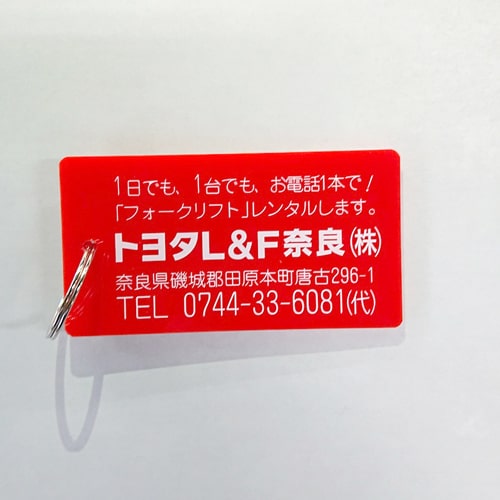 1日でも、1台でも、お電話1本で!
「フォークリフト」レンタルします。
トヨタL&F奈良(株)
奈良県磯城郡田原本町唐古296-1
TEL 0744-33-6081(代)